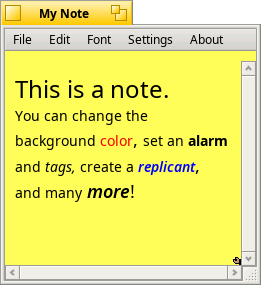 My Note
File Edit Font Settings About
This is a note.
You can change the
background color, set an alarm
and tags, create a replicant,
and many more!